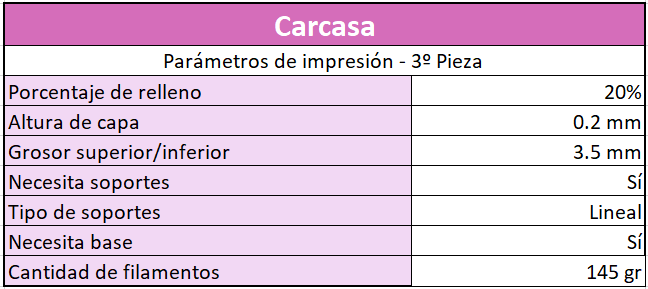 Carcasa
Parámetros de impresión - 3º Pieza
Porcentaje de relleno 20%
Altura de capa 0.2 mm
Grosor superior/inferior 3.5 mm
Necesita soportes Sí
Tipo de soportes Lineal
Necesita base Sí
Cantidad de filamentos 145 gr